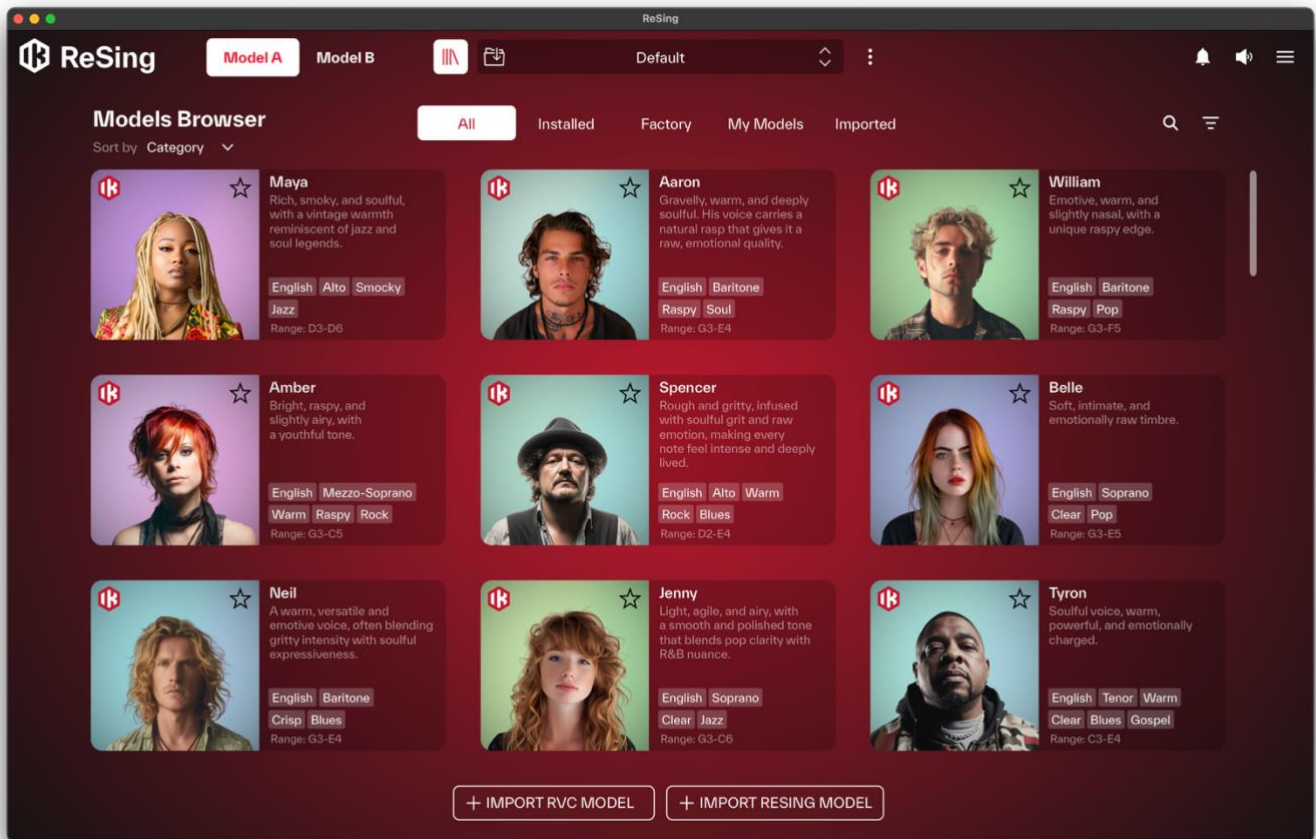 ReSing
ReSing
Model A
Model B
Default
Models Browser
All
Installed
Factory
My Models
Imported
Sort by Category
Maya
Rich, smoky, and soulful,
with a vintage warmth
reminiscent of jazz and
soul legends.
English Alto Smocky
Jazz
Range: D3-D6
Aaron
Gravelly, warm, and deeply
soulful. His voice carries a
natural rasp that gives it a
raw, emotional quality.
English Baritone
Raspy Soul
Range: G3-E4
William
Emotive, warm, and
slightly nasal, with a
unique raspy edge.
English Baritone
Raspy Pop
Range: G3-F5
Amber
Bright, raspy, and
slightly airy, with
a youthful tone.
English Mezzo-Soprano
Warm Raspy Rock
Range: G3-C5
Spencer
Rough and gritty, infused
with soulful grit and raw
emotion, making every
note feel intense and deeply
lived.
English Alto Warm
Rock Blues
Range: D2-E4
Belle
Soft, intimate, and
emotionally raw timbre.
English Soprano
Clear Pop
Range: G3-E5
Neil
A warm, versatile and
emotive voice, often blending
gritty intensity with soulful
expressiveness.
English Baritone
Crisp Blues
Range: G3-E4
Jenny
Light, agile, and airy, with
a smooth and polished tone
that blends pop clarity with
R&B nuance.
English Soprano
Clear Jazz
Range: G3-C6
Tyron
Soulful voice, warm,
powerful, and emotionally
charged.
English Tenor Warm
Clear Blues Gospel
Range: C3-E4
+ IMPORT RVC MODEL
+ IMPORT RESING MODEL